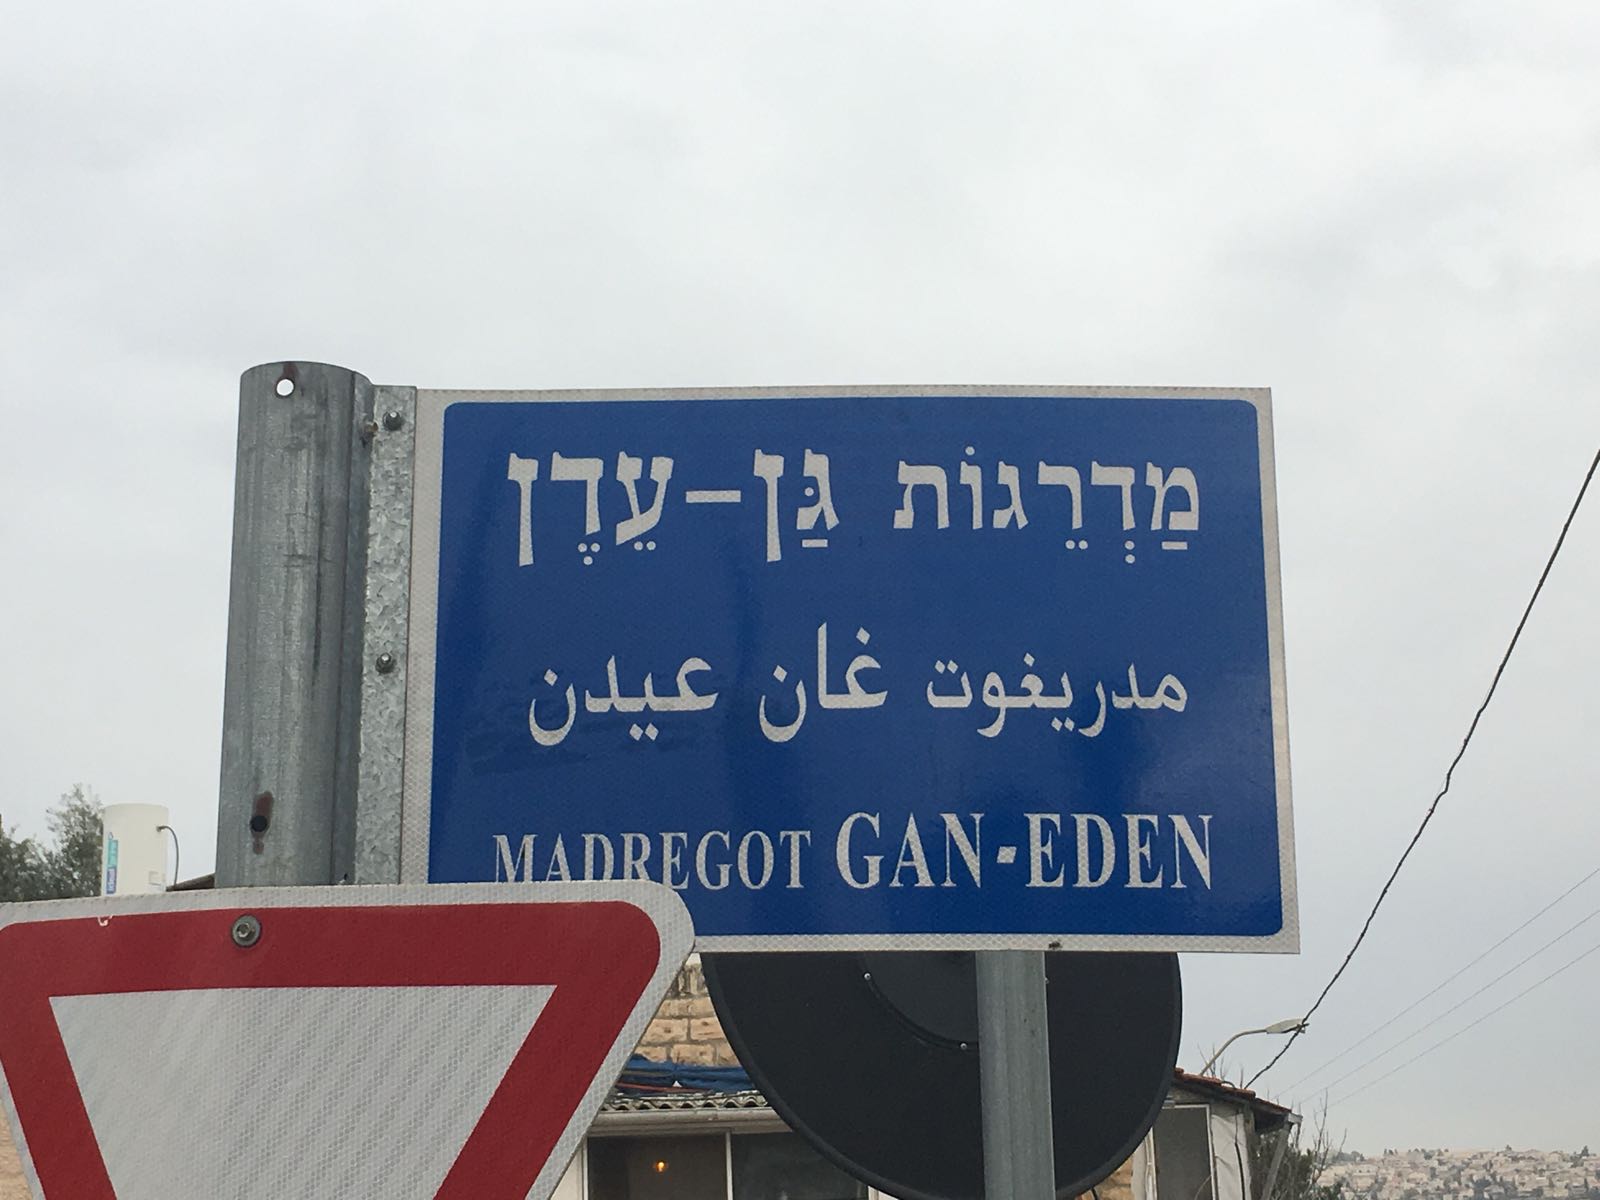 מַדְרֵגוֹת גַּן-עֵדֶן
مدريغوت غان عيدن
MADREGOT GAN-EDEN